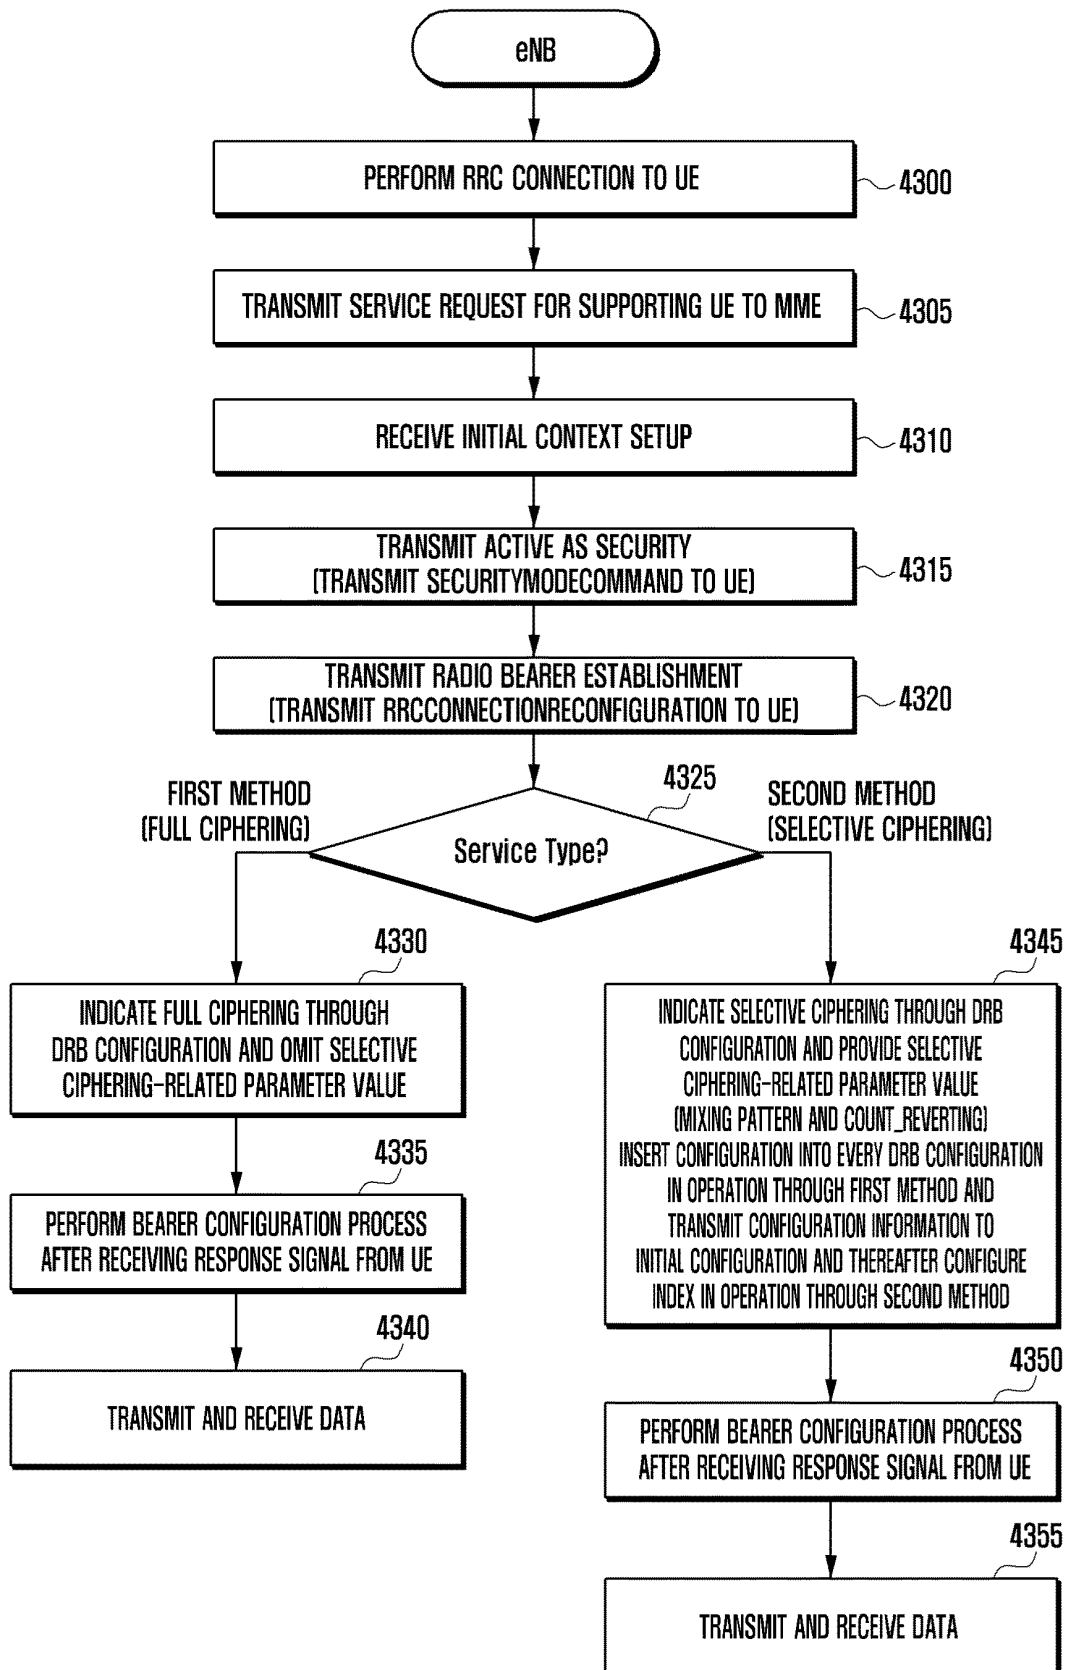 eNB
PERFORM RRC CONNECTION TO UE
4300
TRANSMIT SERVICE REQUEST FOR SUPPORTING UE TO MME
4305
RECEIVE INITIAL CONTEXT SETUP
4310
TRANSMIT ACTIVE AS SECURITY
(TRANSMIT SECURITYMODECOMMAND TO UE)
4315
TRANSMIT RADIO BEARER ESTABLISHMENT
(TRANSMIT RRCCONNECTIONRECONFIGURATION TO UE)
4320
FIRST METHOD
(FULL CIPHERING)
4325
Service Type?
SECOND METHOD
(SELECTIVE CIPHERING)
4330
INDICATE FULL CIPHERING THROUGH
DRB CONFIGURATION AND OMIT SELECTIVE
CIPHERING-RELATED PARAMETER VALUE
4335
PERFORM BEARER CONFIGURATION PROCESS
AFTER RECEIVING RESPONSE SIGNAL FROM UE
4340
TRANSMIT AND RECEIVE DATA
4345
INDICATE SELECTIVE CIPHERING THROUGH DRB
CONFIGURATION AND PROVIDE SELECTIVE
CIPHERING-RELATED PARAMETER VALUE
(MIXING PATTERN AND COUNT_REVERTING)
INSERT CONFIGURATION INTO EVERY DRB CONFIGURATION
IN OPERATION THROUGH FIRST METHOD AND
TRANSMIT CONFIGURATION INFORMATION TO
INITIAL CONFIGURATION AND THEREAFTER CONFIGURE
INDEX IN OPERATION THROUGH SECOND METHOD
4350
PERFORM BEARER CONFIGURATION PROCESS
AFTER RECEIVING RESPONSE SIGNAL FROM UE
4355
TRANSMIT AND RECEIVE DATA